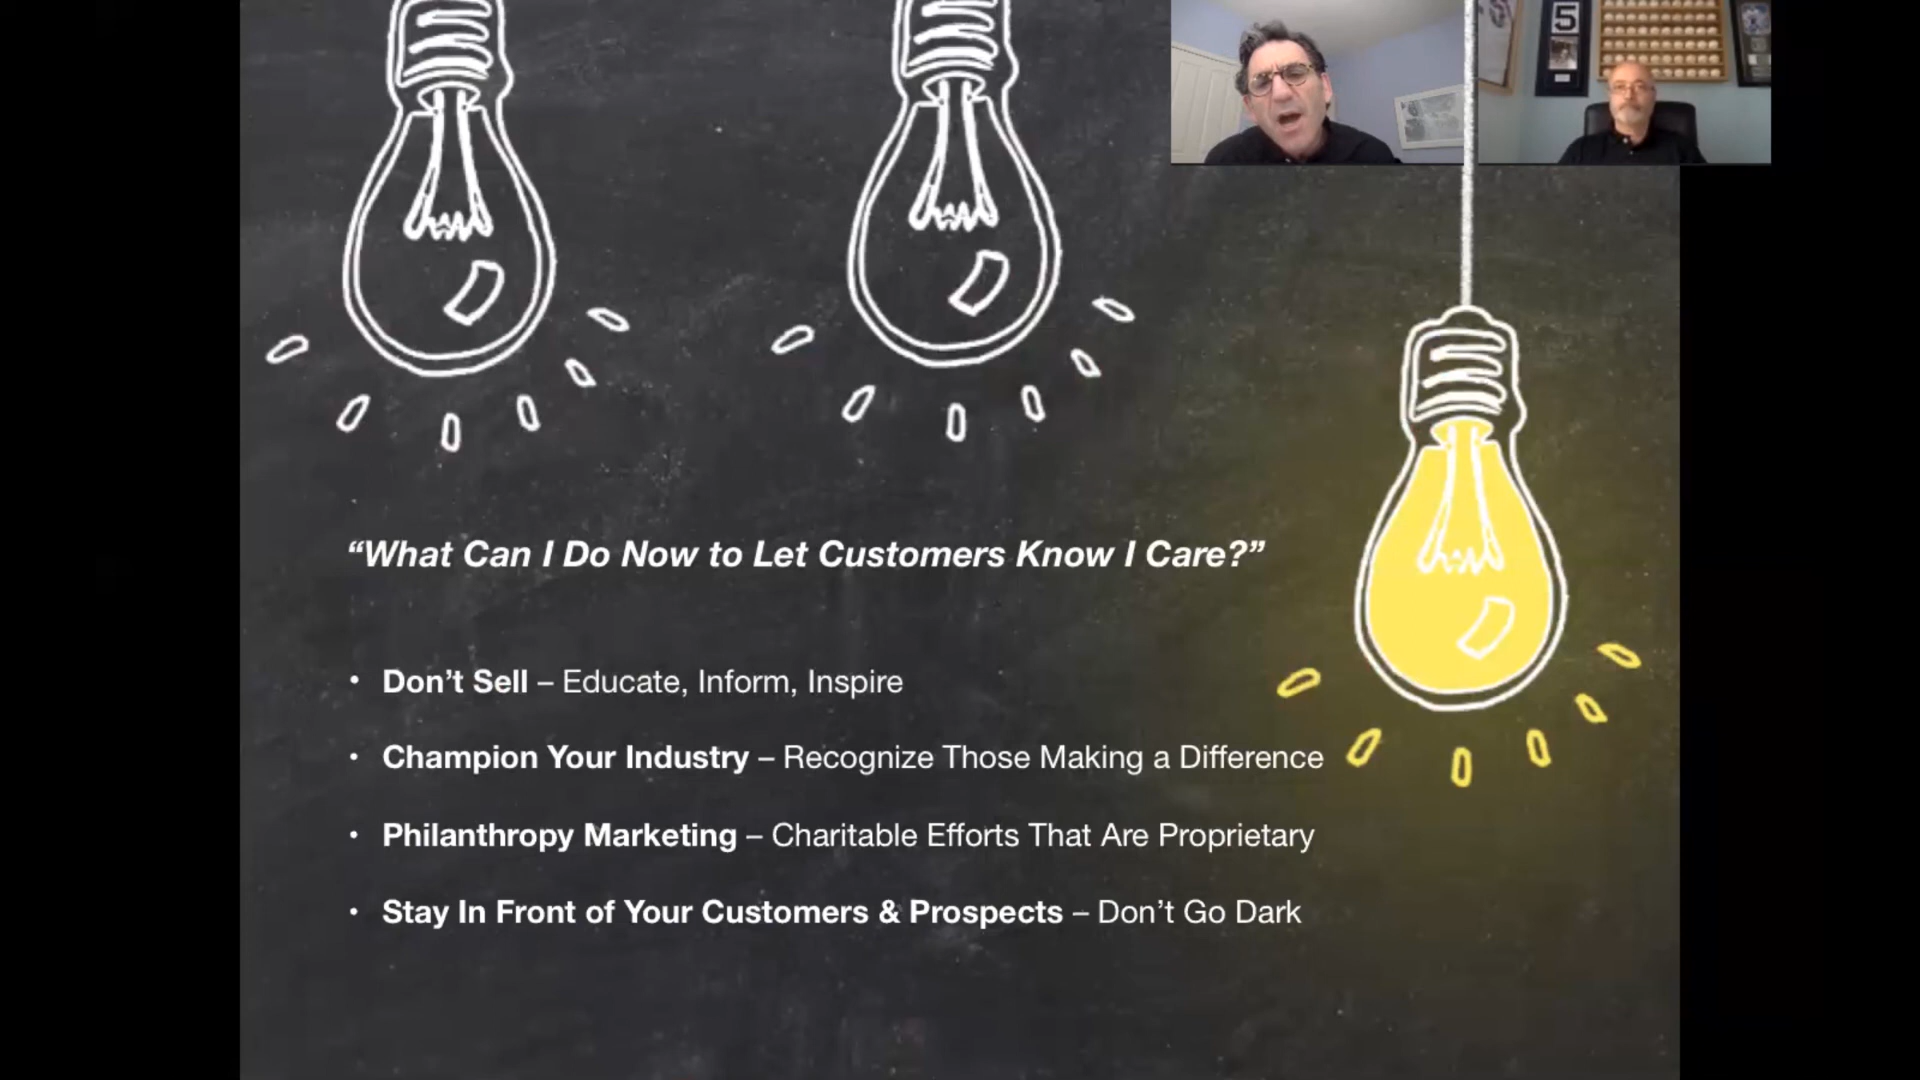 5
“What Can I Do Now to Let Customers Know I Care?”
• Don’t Sell – Educate, Inform, Inspire
• Champion Your Industry – Recognize Those Making a Difference
• Philanthropy Marketing – Charitable Efforts That Are Proprietary
• Stay In Front of Your Customers & Prospects – Don’t Go Dark